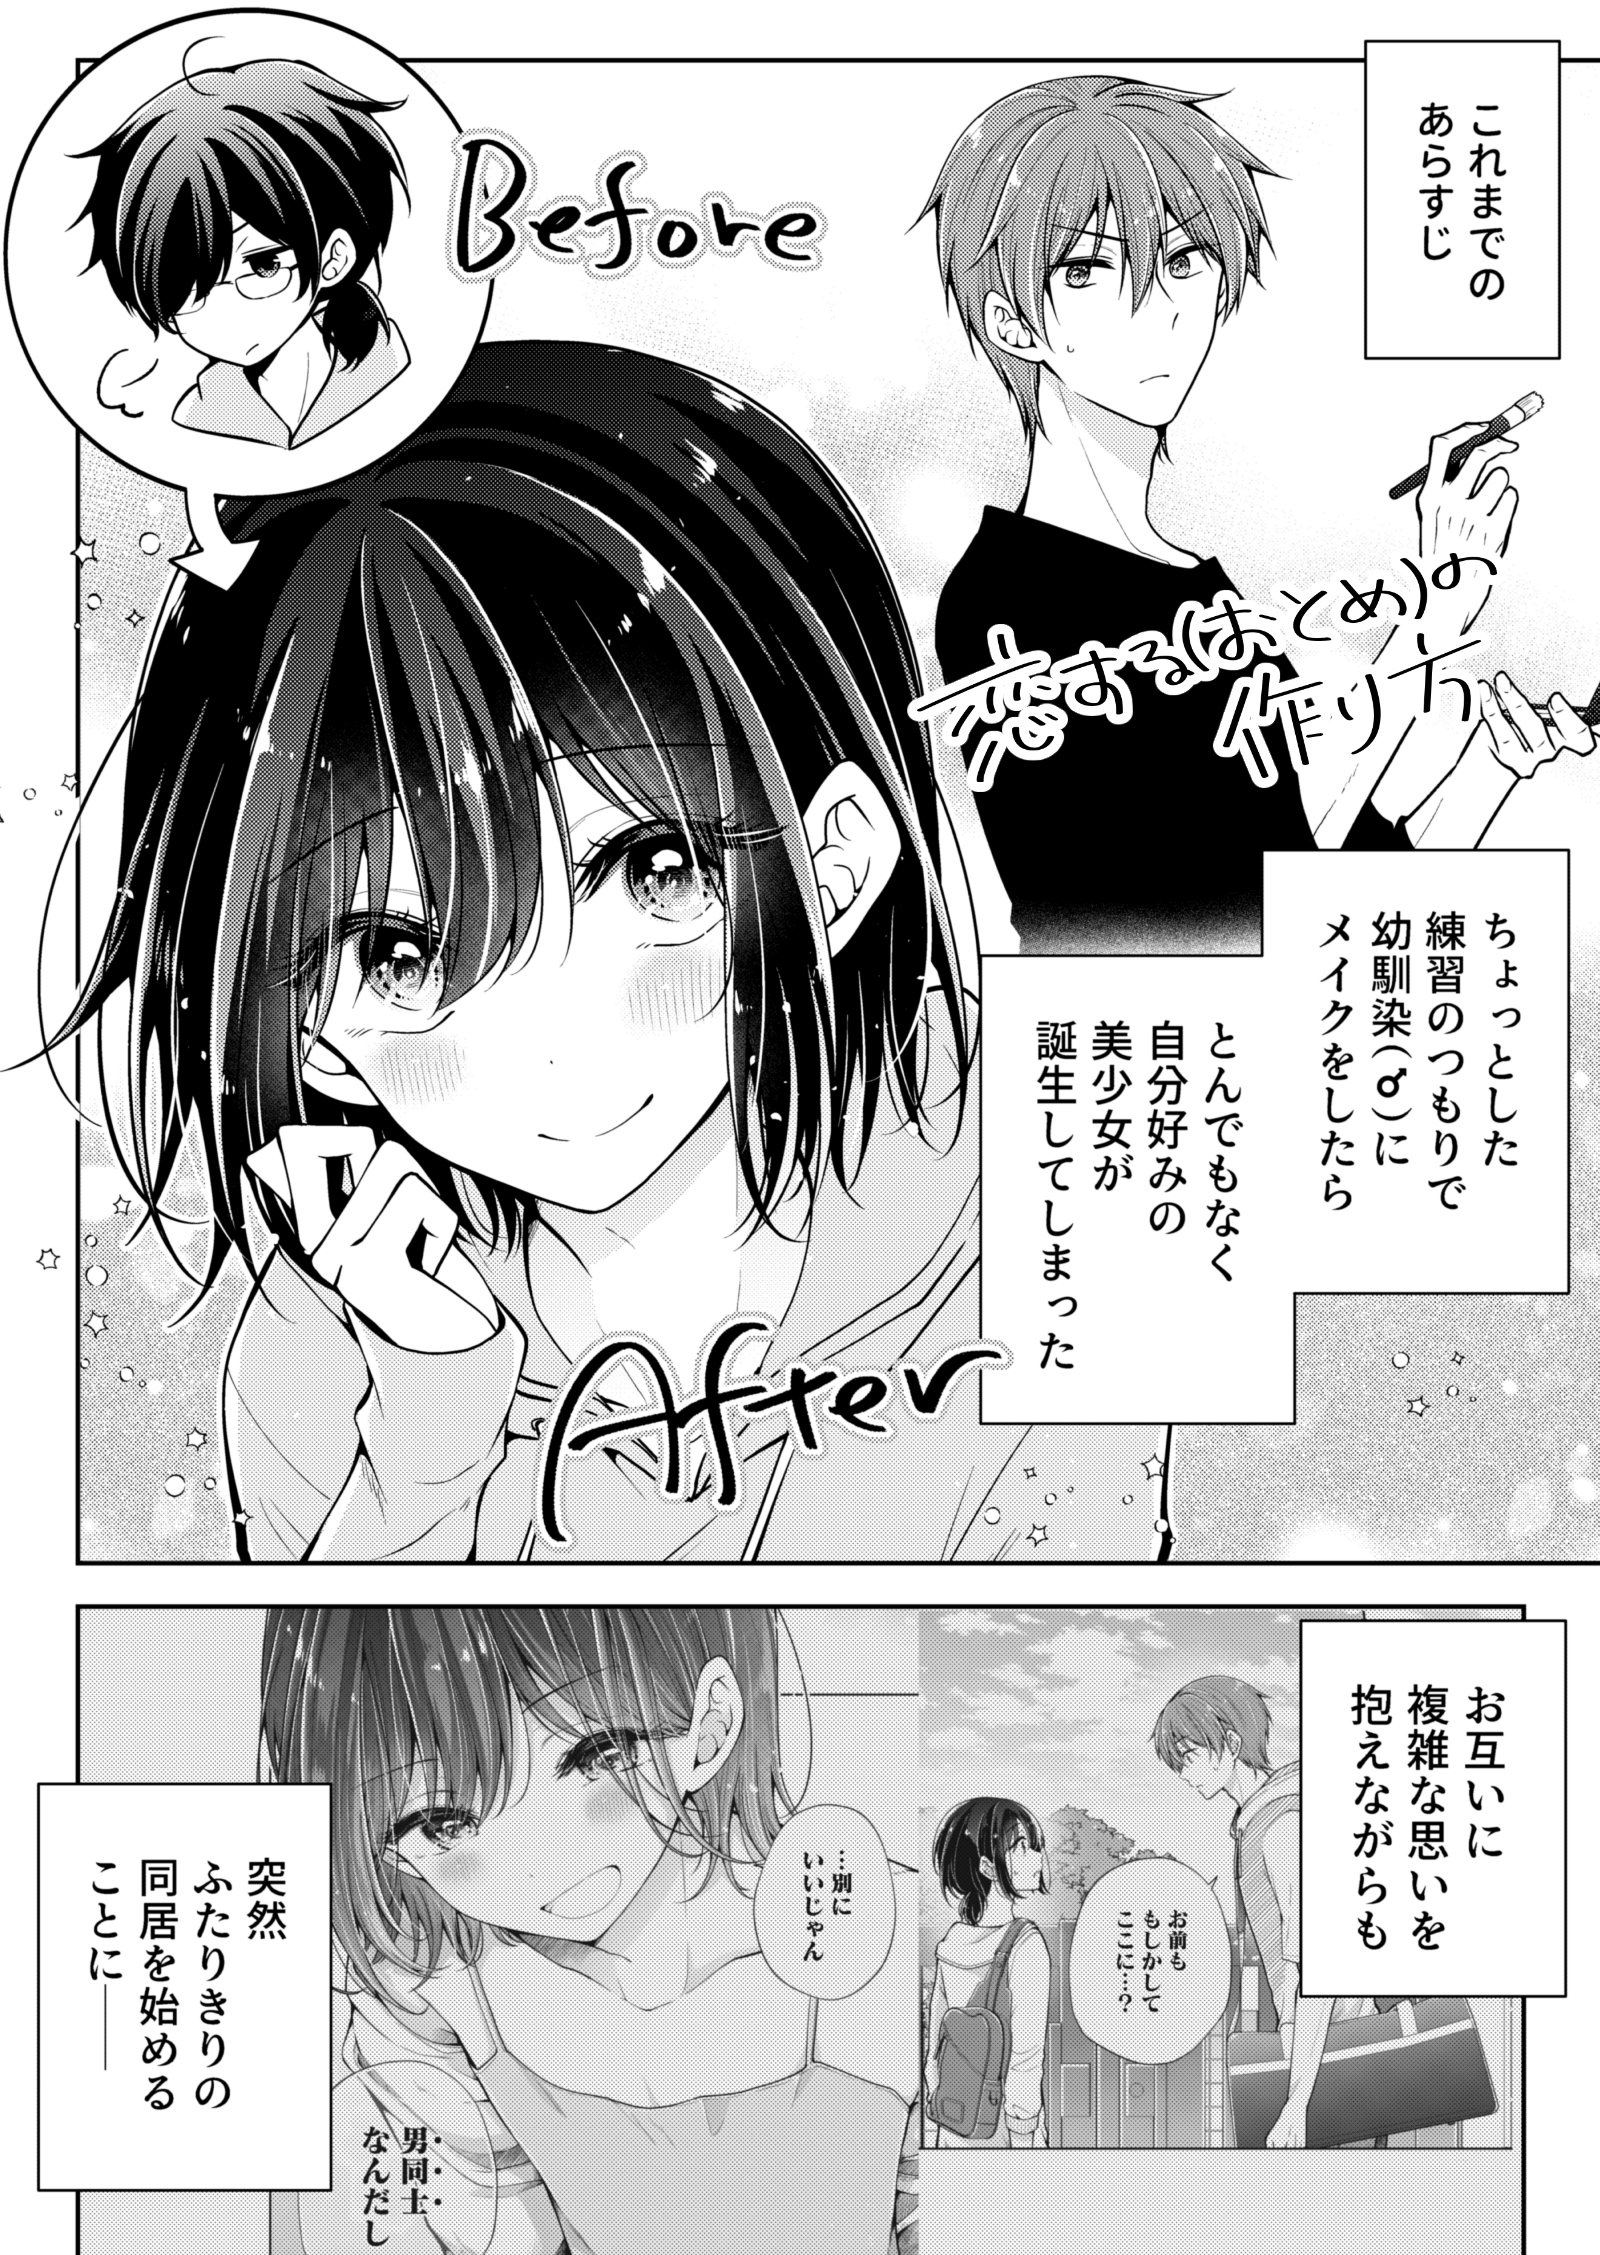 これまでの
あらすじ
Before
恋する(おとめ)の
作り方
ちょっとした
練習のつもりで
幼馴染(♂)に
メイクをしたら
とんでもなく
自分好みの
美少女が
誕生してしまった
After
お互いに
複雑な思いを
抱えながらも
お前も
もしかして
ここに…?
…別に
いいじゃん
男同士
なんだし
突然
ふたりきりの
同居を始める
ことに――